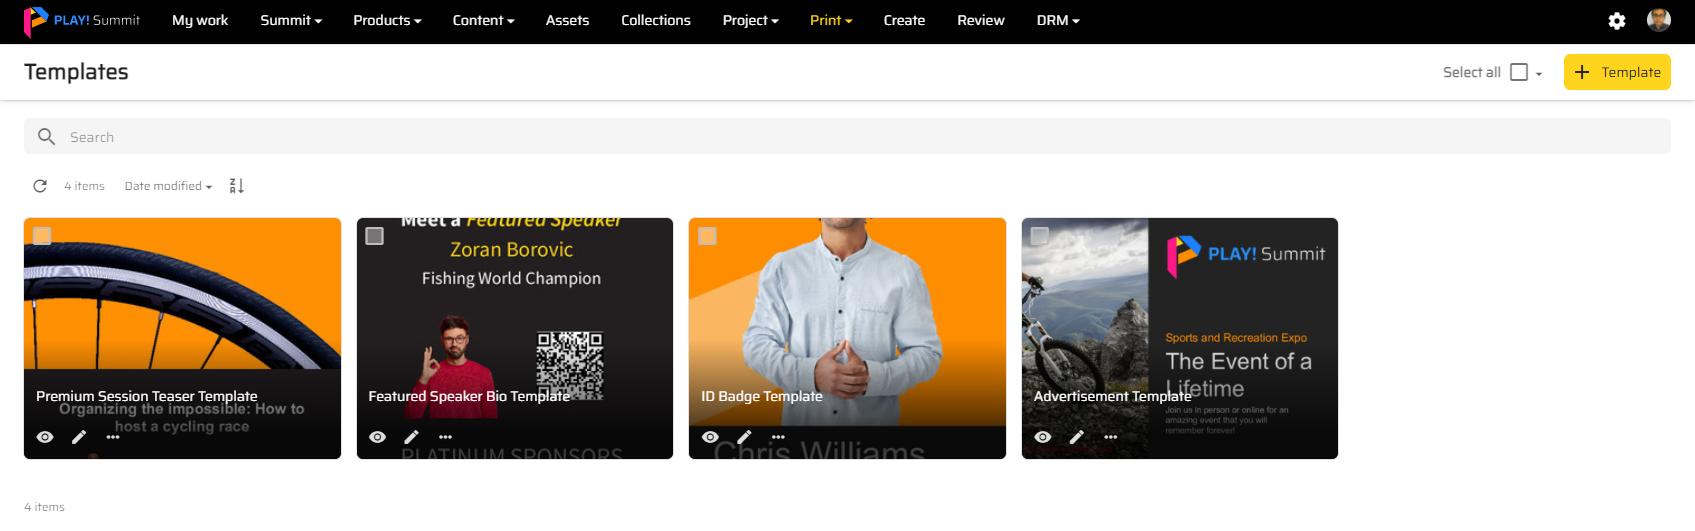 PLAY! Summit
My work Summit Products Content Assets Collections Project Print Create Review DRM
Templates
Select all
+ Template
Search
4 items Date modified
Z
A
Meet a Featured Speaker
Zoran Borovic
Fishing World Champion
PLAY! Summit
Sports and Recreation Expo
The Event of a
Lifetime
Premium Session Teaser Template
Featured Speaker Bio Template
ID Badge Template
Advertisement Template
Organizing the impossible: How to
host a cycling race
Join us in person or online for an
amazing event that you will
remember forever!
PLATINUM SPONSORS
Chris Williams
4 items